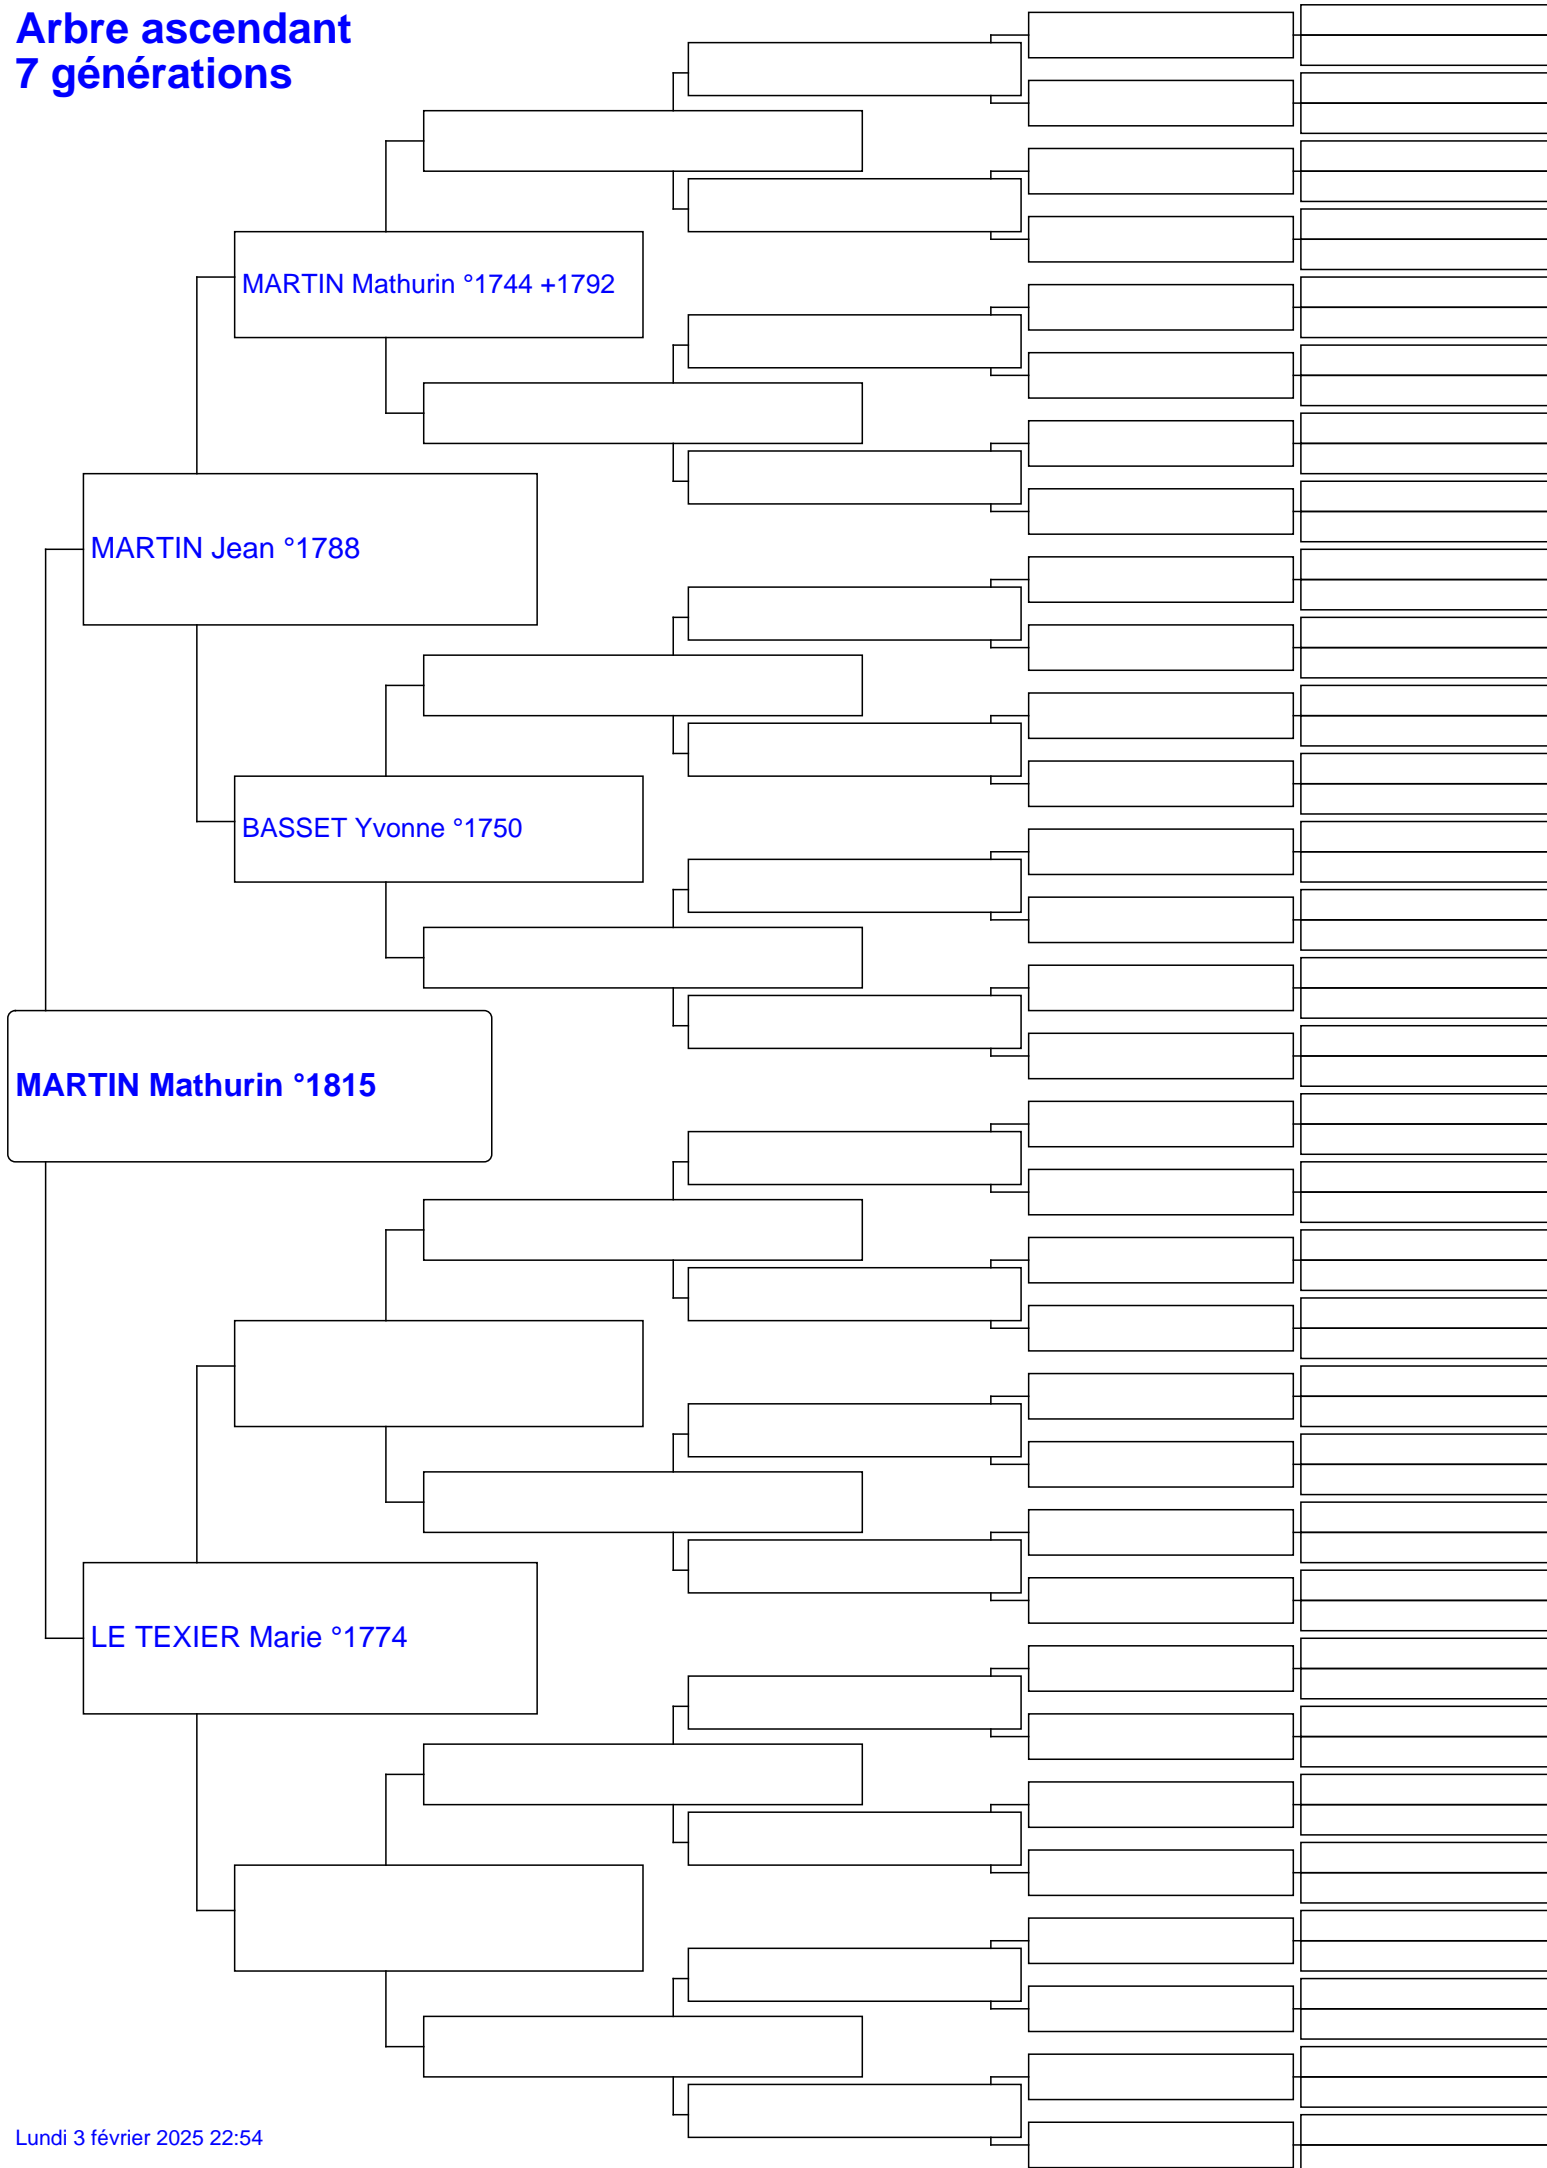 Arbre ascendant
7 générations
MARTIN Mathurin °1744 +1792
MARTIN Jean °1788
BASSET Yvonne °1750
MARTIN Mathurin °1815
LE TEXIER Marie °1774
Lundi 3 février 2025 22:54